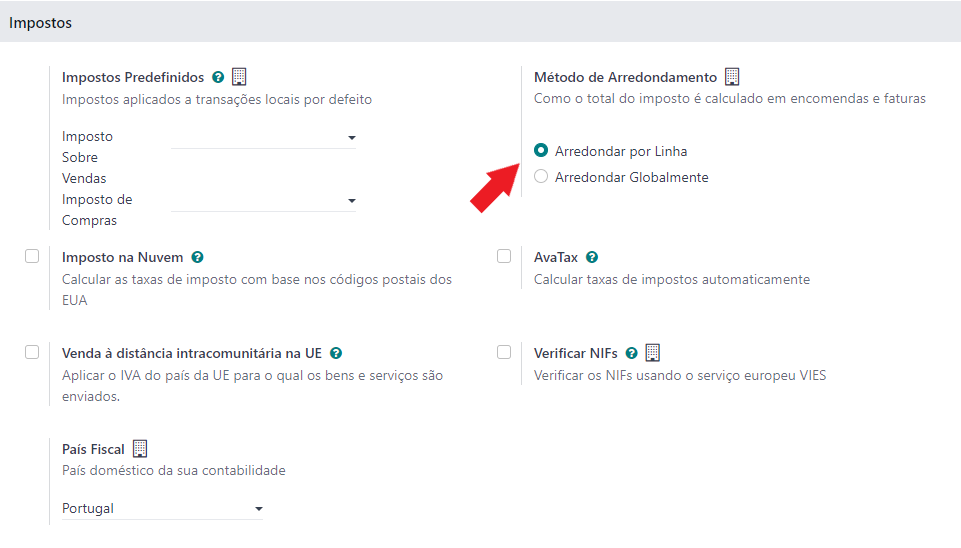 Impostos
Impostos Predefinidos
Impostos aplicados a transações locais por defeito
Imposto
Sobre
Vendas
Imposto de
Compras
Método de Arredondamento
Como o total do imposto é calculado em encomendas e faturas
Arredondar por Linha
Arredondar Globalmente
Imposto na Nuvem
Calcular as taxas de imposto com base nos códigos postais dos
EUA
AvaTax
Calcular taxas de impostos automaticamente
Venda à distância intracomunitária na UE
Aplicar o IVA do país da UE para o qual os bens e serviços são
enviados.
Verificar NIFs
Verificar os NIFs usando o serviço europeu VIES
País Fiscal
País doméstico da sua contabilidade
Portugal